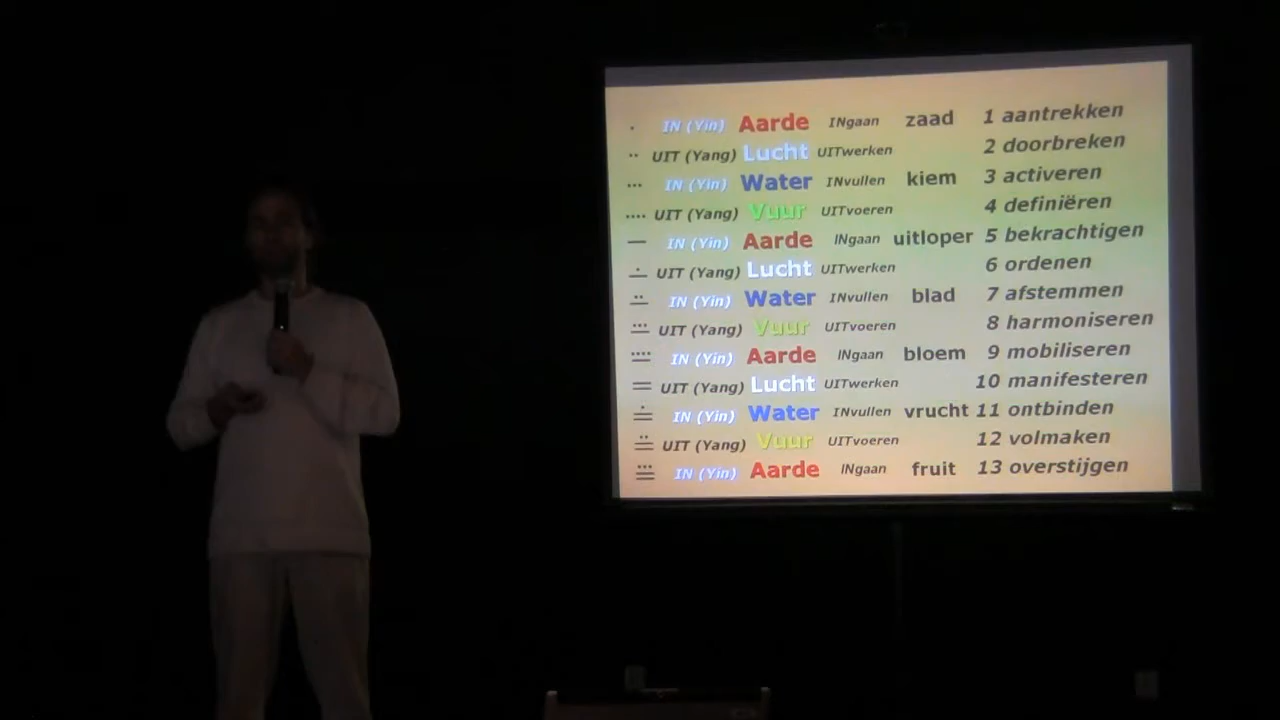 IN (Yin) Aarde INgaan zaad 1 aantrekken
UIT (Yang) Lucht UITwerken 2 doorbreken
IN (Yin) Water INvullen kiem 3 activeren
UIT (Yang) Vuur UITvoeren 4 definiëren
IN (Yin) Aarde INgaan uitloper 5 bekrachtigen
UIT (Yang) Lucht UITwerken 6 ordenen
IN (Yin) Water INvullen blad 7 afstemmen
UIT (Yang) Vuur UITvoeren 8 harmoniseren
IN (Yin) Aarde INgaan bloem 9 mobiliseren
UIT (Yang) Lucht UITwerken 10 manifesteren
IN (Yin) Water INvullen vrucht 11 ontbinden
UIT (Yang) Vuur UITvoeren 12 volmaken
IN (Yin) Aarde INgaan fruit 13 overstijgen